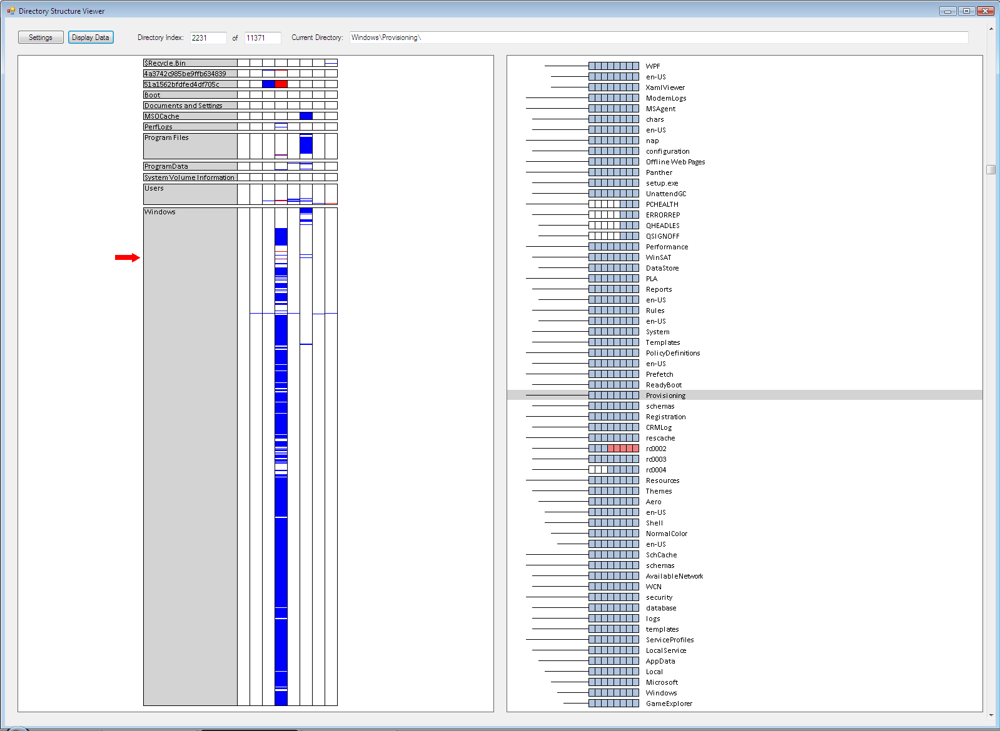 Directory Structure Viewer
Settings
Display Data
Directory Index:
2231
of
11371
Current Directory:
Windows\Provisioning\
$Recycle.Bin
4a3742c985be9ffb634839
51a1562bfdfed4df705c
Boot
Documents and Settings
MSOCache
PerfLogs
Program Files
ProgramData
System Volume Information
Users
Windows
WPF
en-US
XamlViewer
ModemLogs
MSAgent
chars
en-US
nap
configuration
Offline Web Pages
Panther
setup.exe
UnattendGC
PCHEALTH
ERRORREP
QHEADLES
QSIGNOFF
Performance
WinSAT
DataStore
PLA
Reports
en-US
Rules
en-US
System
Templates
PolicyDefinitions
en-US
Prefetch
ReadyBoot
Provisioning
schemas
Registration
CRMLog
rescache
rc0002
rc0003
rc0004
Resources
Themes
Aero
en-US
Shell
NormalColor
en-US
SchCache
schemas
AvailableNetwork
WCN
security
database
logs
templates
ServiceProfiles
LocalService
AppData
Local
Microsoft
Windows
GameExplorer